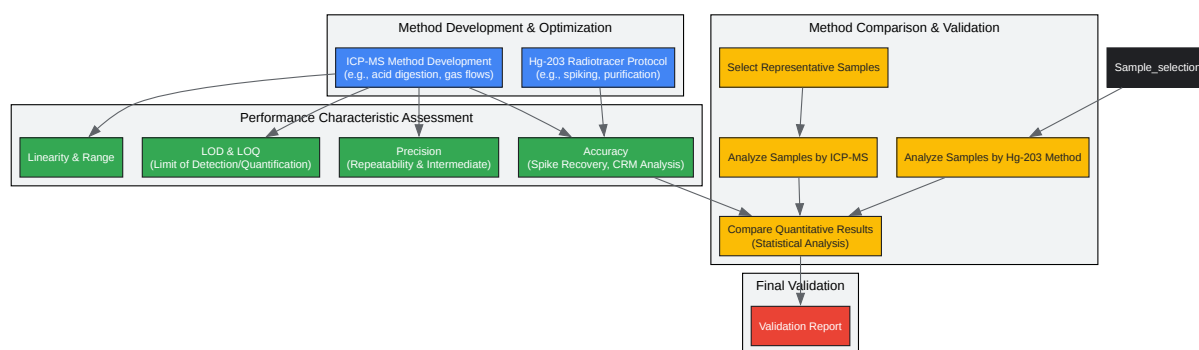 Method Development & Optimization
ICP-MS Method Development
(e.g., acid digestion, gas flows)
Hg-203 Radiotracer Protocol
(e.g., spiking, purification)
Method Comparison & Validation
Select Representative Samples
Sample_selection
Performance Characteristic Assessment
Linearity & Range
LOD & LOQ
(Limit of Detection/Quantification)
Precision
(Repeatability & Intermediate)
Accuracy
(Spike Recovery, CRM Analysis)
Analyze Samples by ICP-MS
Analyze Samples by Hg-203 Method
Compare Quantitative Results
(Statistical Analysis)
Final Validation
Validation Report